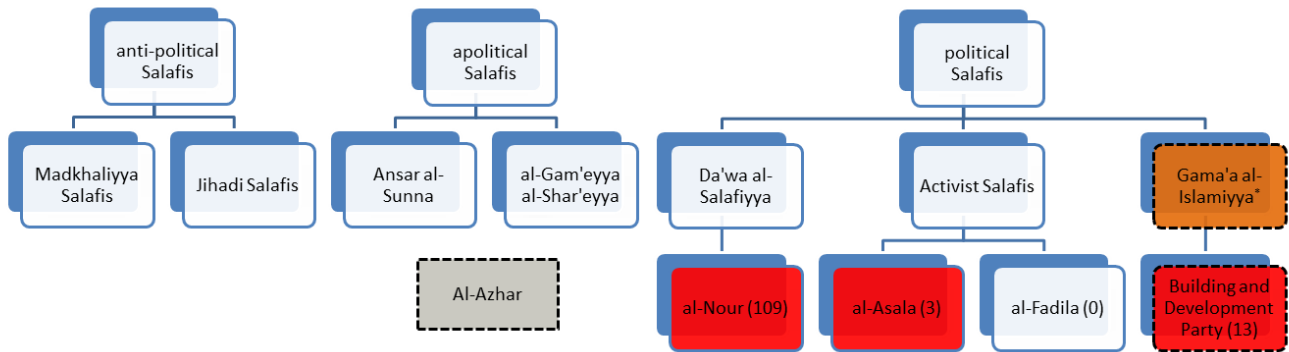 anti-political
Salafis
apolitical
Salafis
political
Salafis
Madkhaliyya
Salafis
Jihadi Salafis
Ansar al-
Sunna
al-Gam'eyya
al-Shar'eyya
Da'wa al-
Salafiyya
Activist Salafis
Gama'a al-
Islamiyya*
Al-Azhar
al-Nour (109)
al-Asala (3)
al-Fadila (0)
Building and
Development
Party (13)